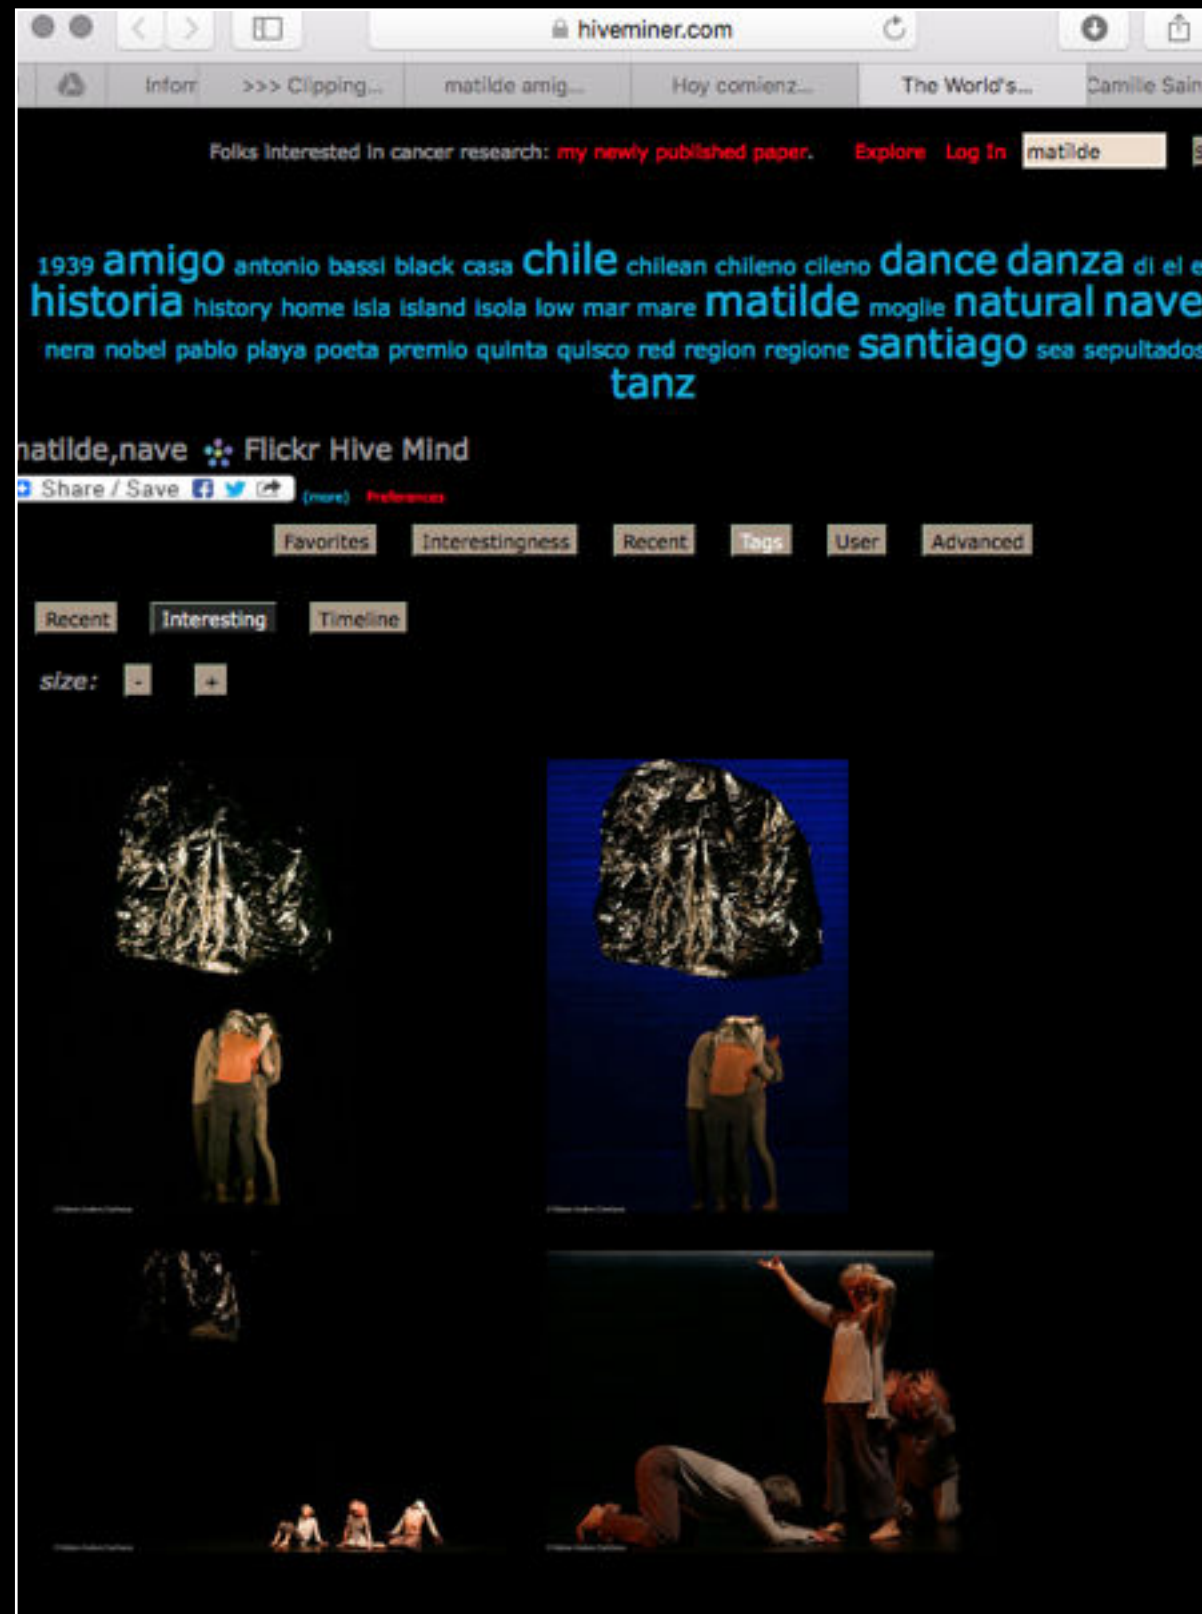 hiveminer.com
Inforr >>> Clipping... matilde amig... Hoy comienz... The World's... Camille Sain
Folks interested in cancer research: my newly published paper. Explore Log In matilde
1939 amigo antonio bassi black casa chile chilean chileno cileno dance danza di el e
historia history home isla island isola low mar mare matilde moglie natural nave
nera nobel pablo playa poeta premio quinta quisco red region regione santiago sea sepultados
tanz
matilde,nave Flickr Hive Mind
Share / Save (more) Preferences
Favorites Interestingness Recent Tags User Advanced
Recent Interesting Timeline
size: - +